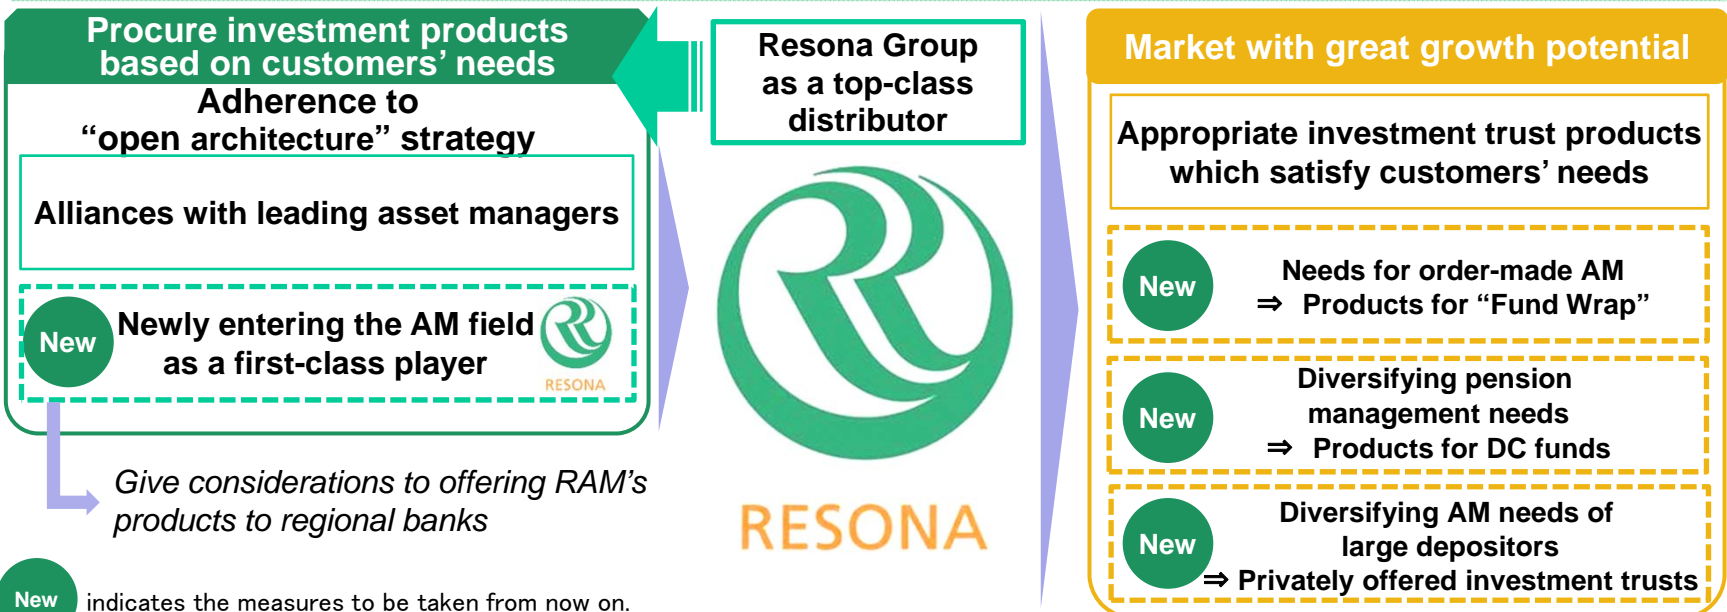 Procure investment products
based on customers’ needs
Adherence to
“open architecture” strategy
Alliances with leading asset managers
New
Newly entering the AM field
as a first-class player
RESONA
Give considerations to offering RAM’s
products to regional banks
New indicates the measures to be taken from now on.
Resona Group
as a top-class
distributor
RESONA
Market with great growth potential
Appropriate investment trust products
which satisfy customers’ needs
New
Needs for order-made AM
⇒ Products for “Fund Wrap”
New
Diversifying pension
management needs
⇒ Products for DC funds
New
Diversifying AM needs of
large depositors
⇒ Privately offered investment trusts